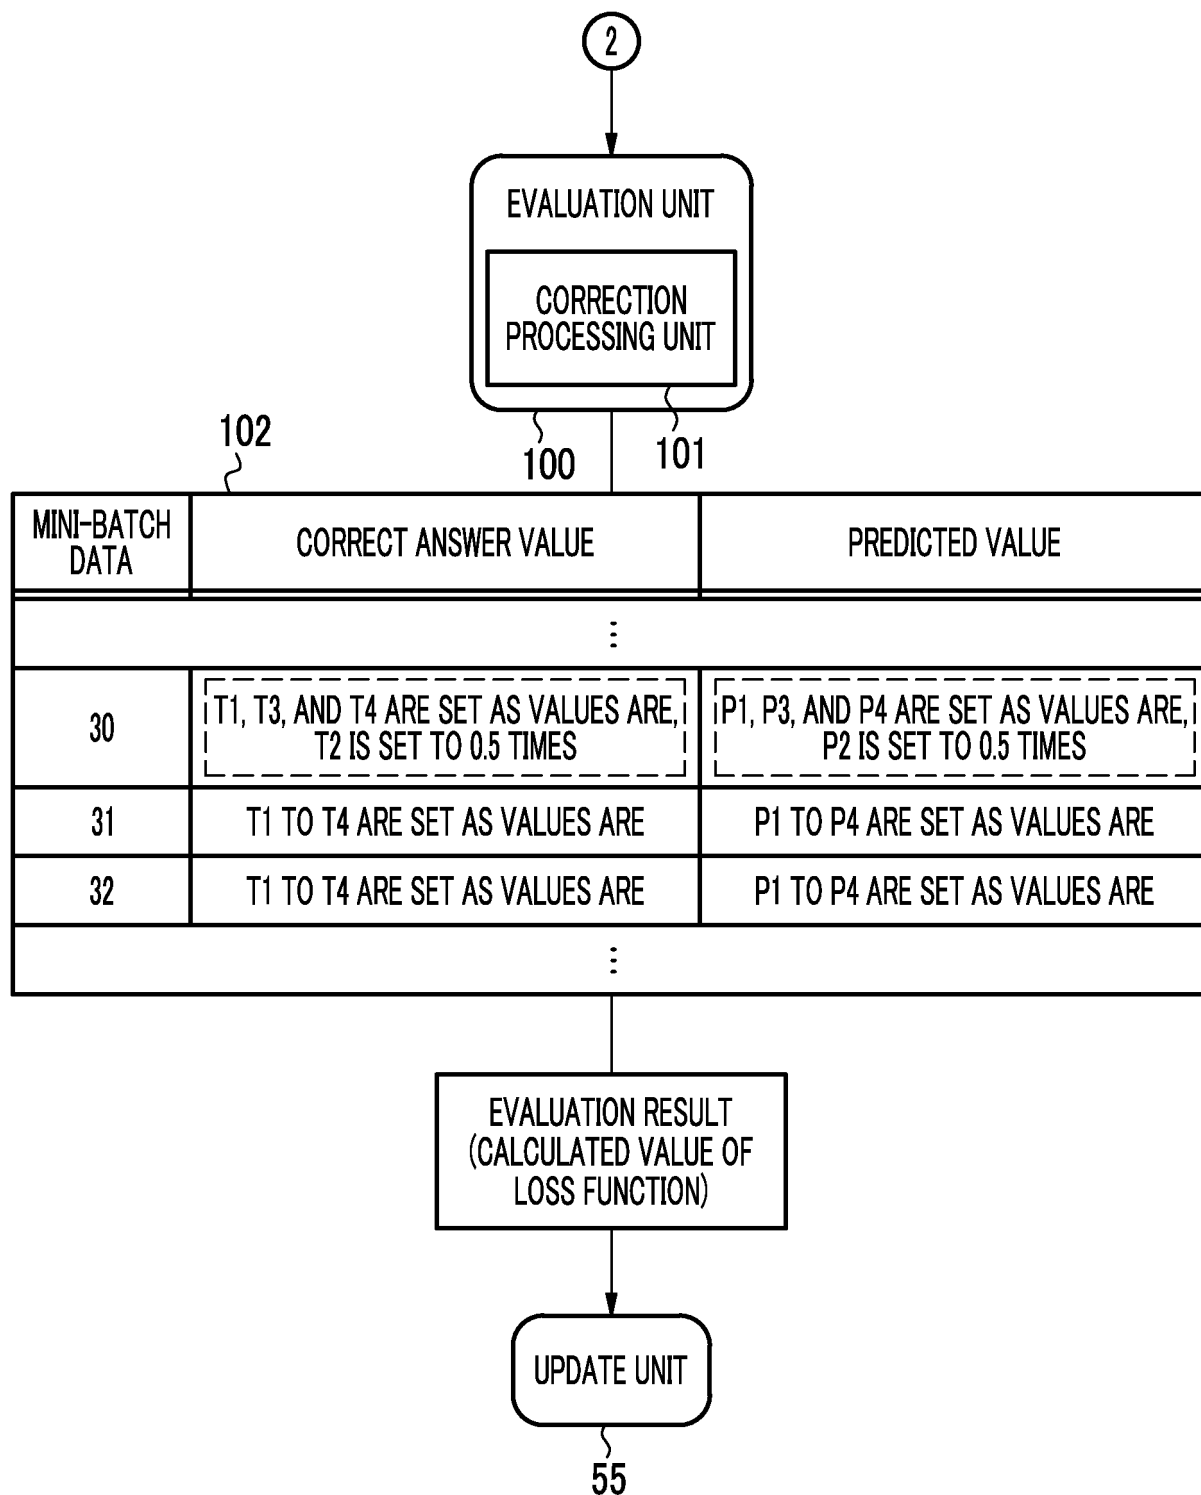 2
EVALUATION UNIT
CORRECTION
PROCESSING UNIT
102
100
101
MINI-BATCH
DATA
CORRECT ANSWER VALUE
PREDICTED VALUE
⋮
30
T1, T3, AND T4 ARE SET AS VALUES ARE,
T2 IS SET TO 0.5 TIMES
P1, P3, AND P4 ARE SET AS VALUES ARE,
P2 IS SET TO 0.5 TIMES
31
T1 TO T4 ARE SET AS VALUES ARE
P1 TO P4 ARE SET AS VALUES ARE
32
T1 TO T4 ARE SET AS VALUES ARE
P1 TO P4 ARE SET AS VALUES ARE
⋮
EVALUATION RESULT
(CALCULATED VALUE OF
LOSS FUNCTION)
UPDATE UNIT
55